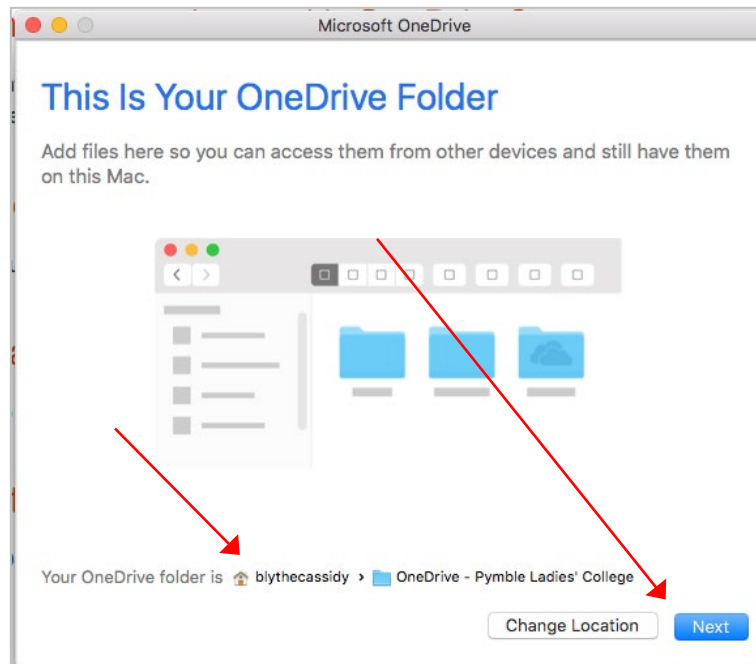 Microsoft OneDrive
This Is Your OneDrive Folder
Add files here so you can access them from other devices and still have them
on this Mac.
Your OneDrive folder is blythecassidy › OneDrive - Pymble Ladies' College
Change Location
Next